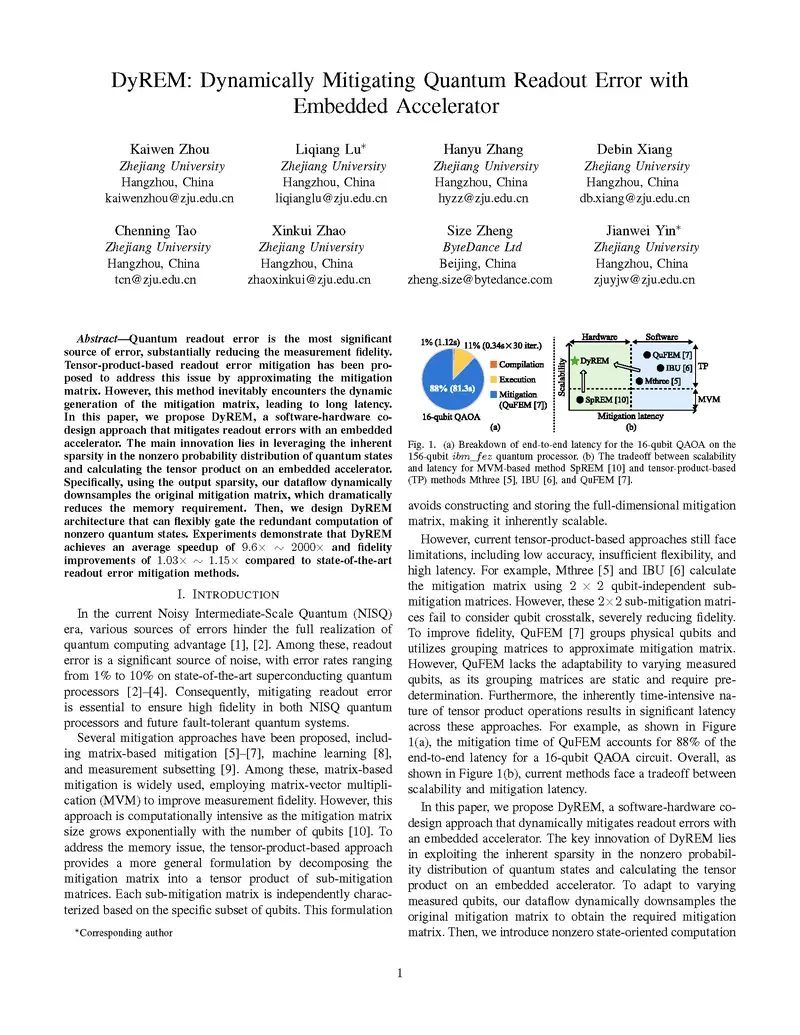 DyREM: Dynamically Mitigating Quantum Readout Error with
Embedded Accelerator
Kaiwen Zhou
Zhejiang University
Hangzhou, China
kaiwenzhou@zju.edu.cn
Liqiang Lu*
Zhejiang University
Hangzhou, China
liqianglu@zju.edu.cn
Hanyu Zhang
Zhejiang University
Hangzhou, China
hyzz@zju.edu.cn
Debin Xiang
Zhejiang University
Hangzhou, China
db.xiang@zju.edu.cn
Chenning Tao
Zhejiang University
Hangzhou, China
tcn@zju.edu.cn
Xinkui Zhao
Zhejiang University
Hangzhou, China
zhaoxinkui@zju.edu.cn
Size Zheng
ByteDance Ltd
Beijing, China
zheng.size@bytedance.com
Jianwei Yin*
Zhejiang University
Hangzhou, China
zjuyjw@zju.edu.cn
Abstract—Quantum readout error is the most significant
source of error, substantially reducing the measurement fidelity.
Tensor-product-based readout error mitigation has been pro-
posed to address this issue by approximating the mitigation
matrix. However, this method inevitably encounters the dynamic
generation of the mitigation matrix, leading to long latency.
In this paper, we propose DyREM, a software-hardware co-
design approach that mitigates readout errors with an embedded
accelerator. The main innovation lies in leveraging the inherent
sparsity in the nonzero probability distribution of quantum states
and calculating the tensor product on an embedded accelerator.
Specifically, using the output sparsity, our dataflow dynamically
downsamples the original mitigation matrix, which dramatically
reduces the memory requirement. Then, we design DyREM
architecture that can flexibly gate the redundant computation of
nonzero quantum states. Experiments demonstrate that DyREM
achieves an average speedup of 9.6× ∼ 2000× and fidelity
improvements of 1.03× ∼ 1.15× compared to state-of-the-art
readout error mitigation methods.
I. INTRODUCTION
In the current Noisy Intermediate-Scale Quantum (NISQ)
era, various sources of errors hinder the full realization of
quantum computing advantage [1], [2]. Among these, readout
error is a significant source of noise, with error rates ranging
from 1% to 10% on state-of-the-art superconducting quantum
processors [2]–[4]. Consequently, mitigating readout error
is essential to ensure high fidelity in both NISQ quantum
processors and future fault-tolerant quantum systems.
Several mitigation approaches have been proposed, includ-
ing matrix-based mitigation [5]–[7], machine learning [8],
and measurement subsetting [9]. Among these, matrix-based
mitigation is widely used, employing matrix-vector multipli-
cation (MVM) to improve measurement fidelity. However, this
approach is computationally intensive as the mitigation matrix
size grows exponentially with the number of qubits [10]. To
address the memory issue, the tensor-product-based approach
provides a more general formulation by decomposing the
mitigation matrix into a tensor product of sub-mitigation
matrices. Each sub-mitigation matrix is independently charac-
terized based on the specific subset of qubits. This formulation
*Corresponding author
1% (1.12s)
11% (0.34s×30 iter.)
88% (81.3s)
Compilation
Execution
Mitigation
(QuFEM [7])
16-qubit QAOA
(a)
Hardware
Software
Scalability
DyREM
QuFEM [7]
IBU [6]
Mthree [5]
SpREM [10]
TP
MVM
Mitigation latency
(b)
Fig. 1. (a) Breakdown of end-to-end latency for the 16-qubit QAOA on the
156-qubit ibm_fez quantum processor. (b) The tradeoff between scalability
and latency for MVM-based method SpREM [10] and tensor-product-based
(TP) methods Mthree [5], IBU [6], and QuFEM [7].
avoids constructing and storing the full-dimensional mitigation
matrix, making it inherently scalable.
However, current tensor-product-based approaches still face
limitations, including low accuracy, insufficient flexibility, and
high latency. For example, Mthree [5] and IBU [6] calculate
the mitigation matrix using 2 × 2 qubit-independent sub-
mitigation matrices. However, these 2×2 sub-mitigation matri-
ces fail to consider qubit crosstalk, severely reducing fidelity.
To improve fidelity, QuFEM [7] groups physical qubits and
utilizes grouping matrices to approximate mitigation matrix.
However, QuFEM lacks the adaptability to varying measured
qubits, as its grouping matrices are static and require pre-
determination. Furthermore, the inherently time-intensive na-
ture of tensor product operations results in significant latency
across these approaches. For example, as shown in Figure
1(a), the mitigation time of QuFEM accounts for 88% of the
end-to-end latency for a 16-qubit QAOA circuit. Overall, as
shown in Figure 1(b), current methods face a tradeoff between
scalability and mitigation latency.
In this paper, we propose DyREM, a software-hardware co-
design approach that dynamically mitigates readout errors with
an embedded accelerator. The key innovation of DyREM lies
in exploiting the inherent sparsity in the nonzero probabil-
ity distribution of quantum states and calculating the tensor
product on an embedded accelerator. To adapt to varying
measured qubits, our dataflow dynamically downsamples the
original mitigation matrix to obtain the required mitigation
matrix. Then, we introduce nonzero state-oriented computation
1